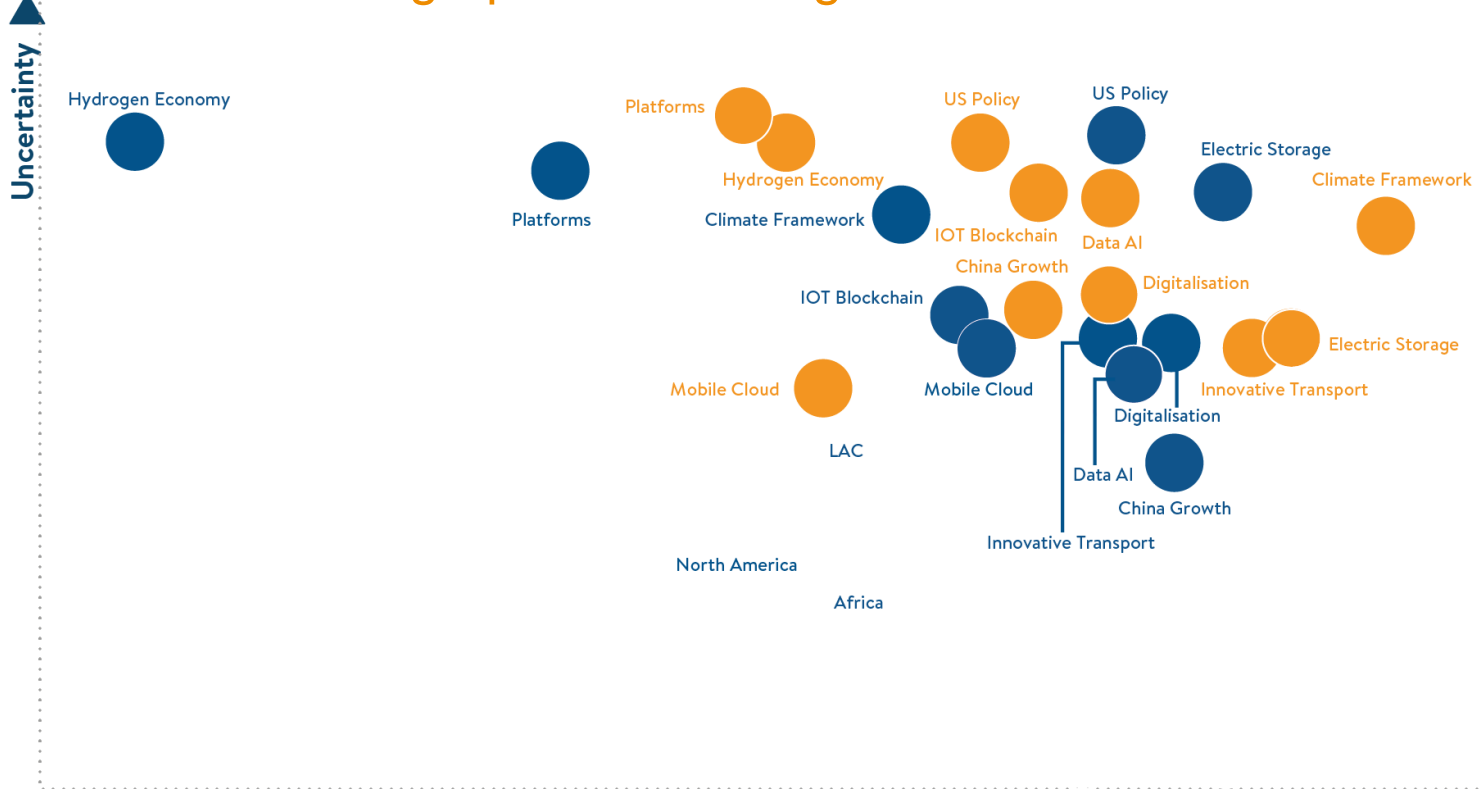 Uncertainty
Hydrogen Economy
Platforms
US Policy
US Policy
Electric Storage
Hydrogen Economy
Climate Framework
Platforms
Climate Framework
IOT Blockchain
Data AI
China Growth
Digitalisation
IOT Blockchain
Electric Storage
Mobile Cloud
Mobile Cloud
Innovative Transport
Digitalisation
LAC
Data AI
China Growth
Innovative Transport
North America
Africa